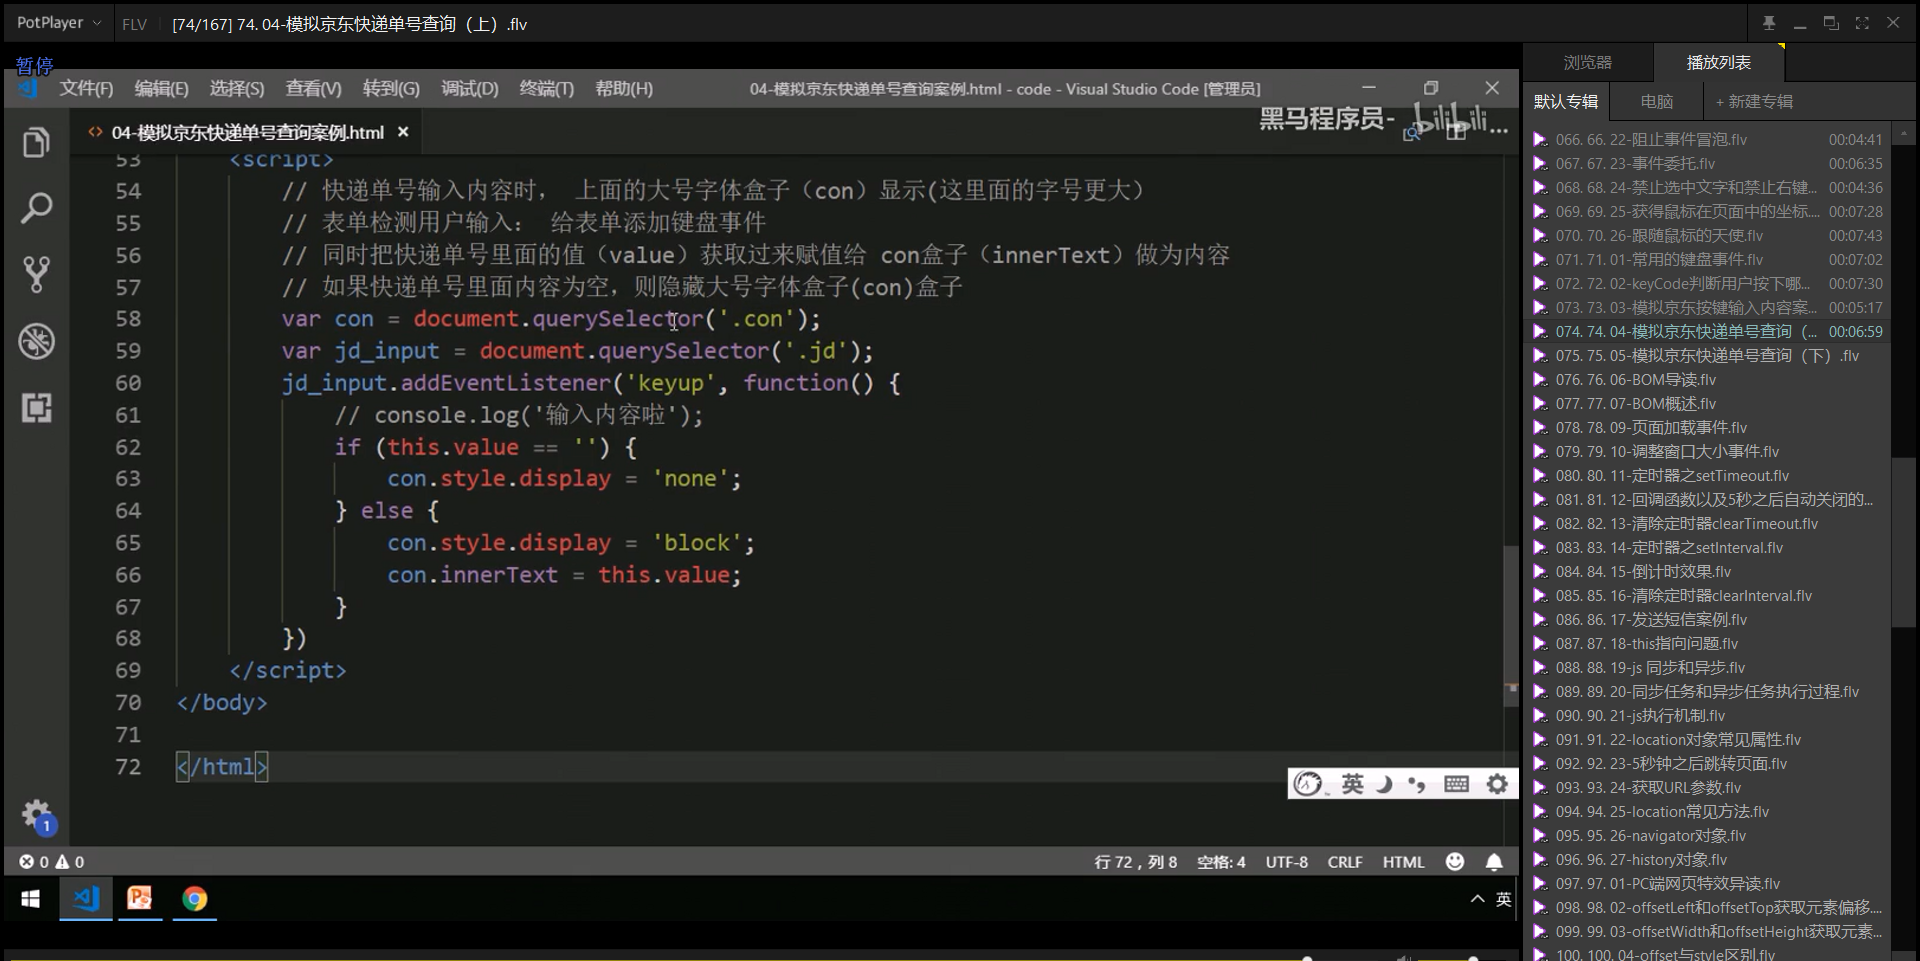 PotPlayer
FLV
[74/167] 74. 04-模拟京东快递单号查询（上）.flv
暂停
文件(F) 编辑(E) 选择(S) 查看(V) 转到(G) 调试(D) 终端(T) 帮助(H)
04-模拟京东快递单号查询案例.html - code - Visual Studio Code [管理员]
04-模拟京东快递单号查询案例.html
黑马程序员- bilibili
53 <script>
54 // 快递单号输入内容时， 上面的大号字体盒子（con）显示(这里面的字号更大）
55 // 表单检测用户输入： 给表单添加键盘事件
56 // 同时把快递单号里面的值（value）获取过来赋值给 con盒子（innerText）做为内容
57 // 如果快递单号里面内容为空，则隐藏大号字体盒子(con)盒子
58 var con = document.querySelector('.con');
59 var jd_input = document.querySelector('.jd');
60 jd_input.addEventListener('keyup', function() {
61 // console.log('输入内容啦');
62 if (this.value == '') {
63 con.style.display = 'none';
64 } else {
65 con.style.display = 'block';
66 con.innerText = this.value;
67 }
68 })
69 </script>
70 </body>
71
72 </html>
1
英
0 0
行 72，列 8 空格: 4 UTF-8 CRLF HTML
英
浏览器 播放列表
默认专辑 电脑 + 新建专辑
066. 66. 22-阻止事件冒泡.flv 00:04:41
067. 67. 23-事件委托.flv 00:06:35
068. 68. 24-禁止选中文字和禁止右键... 00:04:36
069. 69. 25-获得鼠标在页面中的坐标.... 00:07:28
070. 70. 26-跟随鼠标的天使.flv 00:07:43
071. 71. 01-常用的键盘事件.flv 00:07:02
072. 72. 02-keyCode判断用户按下哪... 00:07:30
073. 73. 03-模拟京东按键输入内容案... 00:05:17
074. 74. 04-模拟京东快递单号查询（... 00:06:59
075. 75. 05-模拟京东快递单号查询（下）.flv
076. 76. 06-BOM导读.flv
077. 77. 07-BOM概述.flv
078. 78. 09-页面加载事件.flv
079. 79. 10-调整窗口大小事件.flv
080. 80. 11-定时器之setTimeout.flv
081. 81. 12-回调函数以及5秒之后自动关闭的...
082. 82. 13-清除定时器clearTimeout.flv
083. 83. 14-定时器之setInterval.flv
084. 84. 15-倒计时效果.flv
085. 85. 16-清除定时器clearInterval.flv
086. 86. 17-发送短信案例.flv
087. 87. 18-this指向问题.flv
088. 88. 19-js 同步和异步.flv
089. 89. 20-同步任务和异步任务执行过程.flv
090. 90. 21-js执行机制.flv
091. 91. 22-location对象常见属性.flv
092. 92. 23-5秒钟之后跳转页面.flv
093. 93. 24-获取URL参数.flv
094. 94. 25-location常见方法.flv
095. 95. 26-navigator对象.flv
096. 96. 27-history对象.flv
097. 97. 01-PC端网页特效导读.flv
098. 98. 02-offsetLeft和offsetTop获取元素偏移....
099. 99. 03-offsetWidth和offsetHeight获取元素...
100. 100. 04-offset与style区别.flv